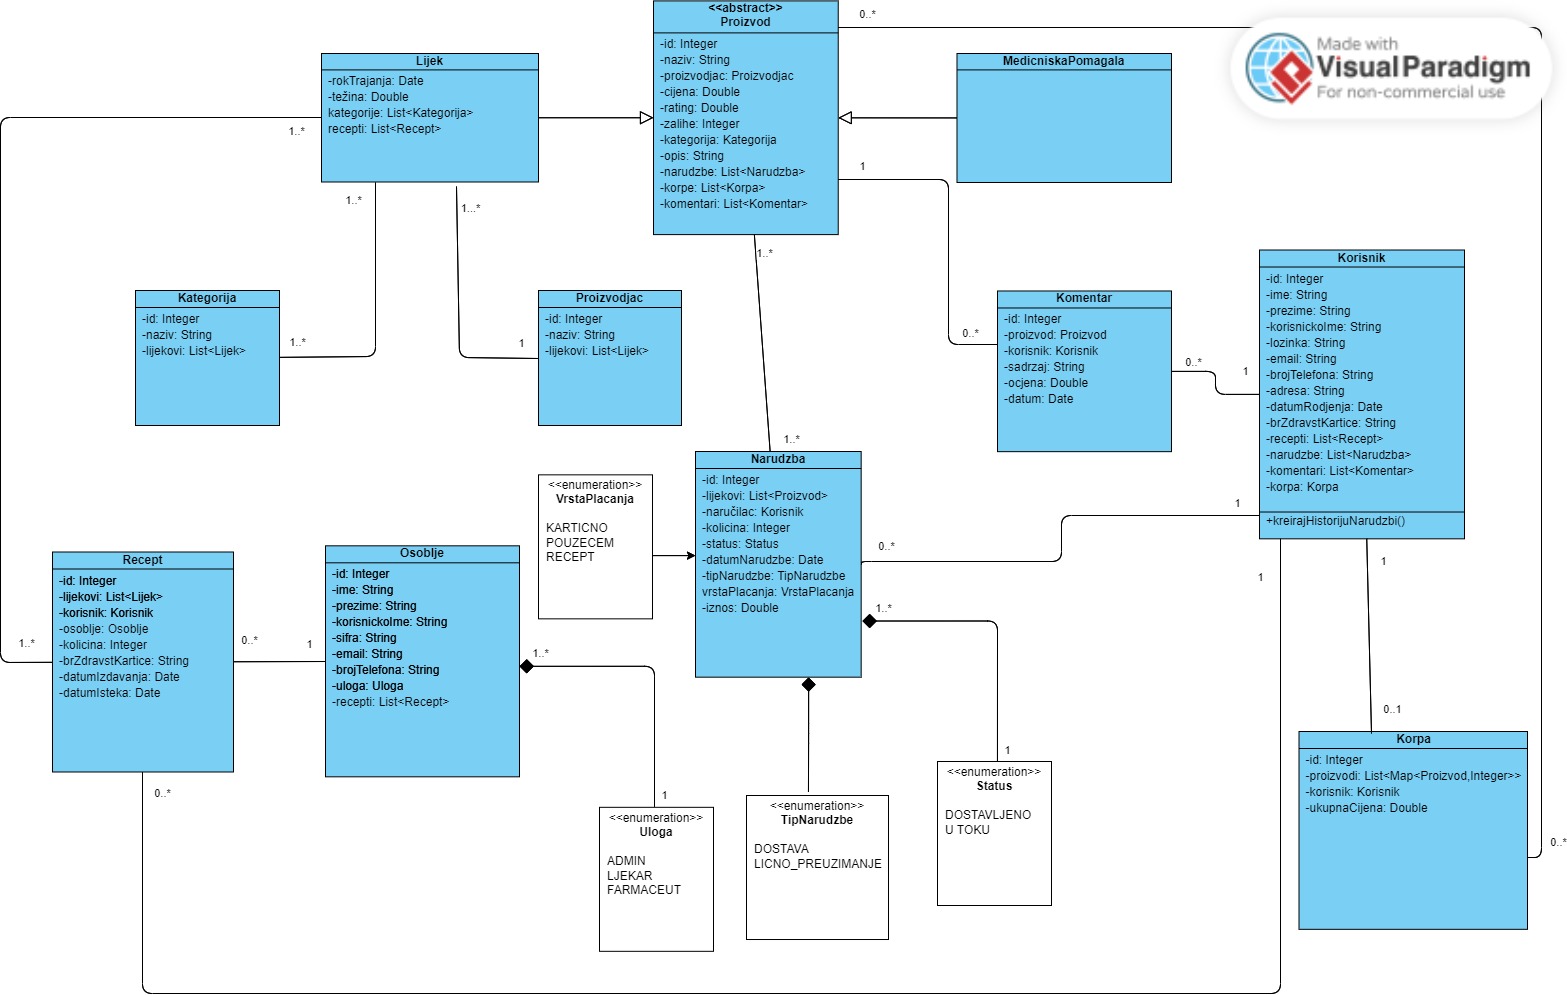 <<abstract>>
Proizvod
-id: Integer
-naziv: String
-proizvodjac: Proizvodjac
-cijena: Double
-rating: Double
-zalihe: Integer
-kategorija: Kategorija
-opis: String
-narudzbe: List<Narudzba>
-korpe: List<Korpa>
-komentari: List<Komentar>
0..*
1
1..*
Made with
Visual Paradigm
For non-commercial use
Lijek
-rokTrajanja: Date
-težina: Double
kategorije: List<Kategorija>
recepti: List<Recept>
1..*
1..*
1...*
MedicniskaPomagala
Kategorija
-id: Integer
-naziv: String
-lijekovi: List<Lijek>
1..*
Proizvodjac
-id: Integer
-naziv: String
-lijekovi: List<Lijek>
1
Komentar
-id: Integer
-proizvod: Proizvod
-korisnik: Korisnik
-sadrzaj: String
-ocjena: Double
-datum: Date
0..*
0..*
Korisnik
-id: Integer
-ime: String
-prezime: String
-korisnickoIme: String
-lozinka: String
-email: String
-brojTelefona: String
-adresa: String
-datumRodjenja: Date
-brZdravstKartice: String
-recepti: List<Recept>
-narudzbe: List<Narudzba>
-komentari: List<Komentar>
-korpa: Korpa
+kreirajHistorijuNarudzbi()
1
1
1
1
1..*
Narudzba
-id: Integer
-lijekovi: List<Proizvod>
-naručilac: Korisnik
-kolicina: Integer
-status: Status
-datumNarudzbe: Date
-tipNarudzbe: TipNarudzbe
vrstaPlacanja: VrstaPlacanja
-iznos: Double
0..*
1..*
<<enumeration>>
VrstaPlacanja
KARTICNO
POUZECEM
RECEPT
Recept
-id: Integer
-lijekovi: List<Lijek>
-korisnik: Korisnik
-osoblje: Osoblje
-kolicina: Integer
-brZdravstKartice: String
-datumIzdavanja: Date
-datumIsteka: Date
1..*
0..*
0..*
Osoblje
-id: Integer
-ime: String
-prezime: String
-korisnickoIme: String
-sifra: String
-email: String
-brojTelefona: String
-uloga: Uloga
-recepti: List<Recept>
1
1..*
1
<<enumeration>>
Uloga
ADMIN
LJEKAR
FARMACEUT
<<enumeration>>
TipNarudzbe
DOSTAVA
LICNO_PREUZIMANJE
1
<<enumeration>>
Status
DOSTAVLJENO
U TOKU
0..1
Korpa
-id: Integer
-proizvodi: List<Map<Proizvod,Integer>>
-korisnik: Korisnik
-ukupnaCijena: Double
0..*